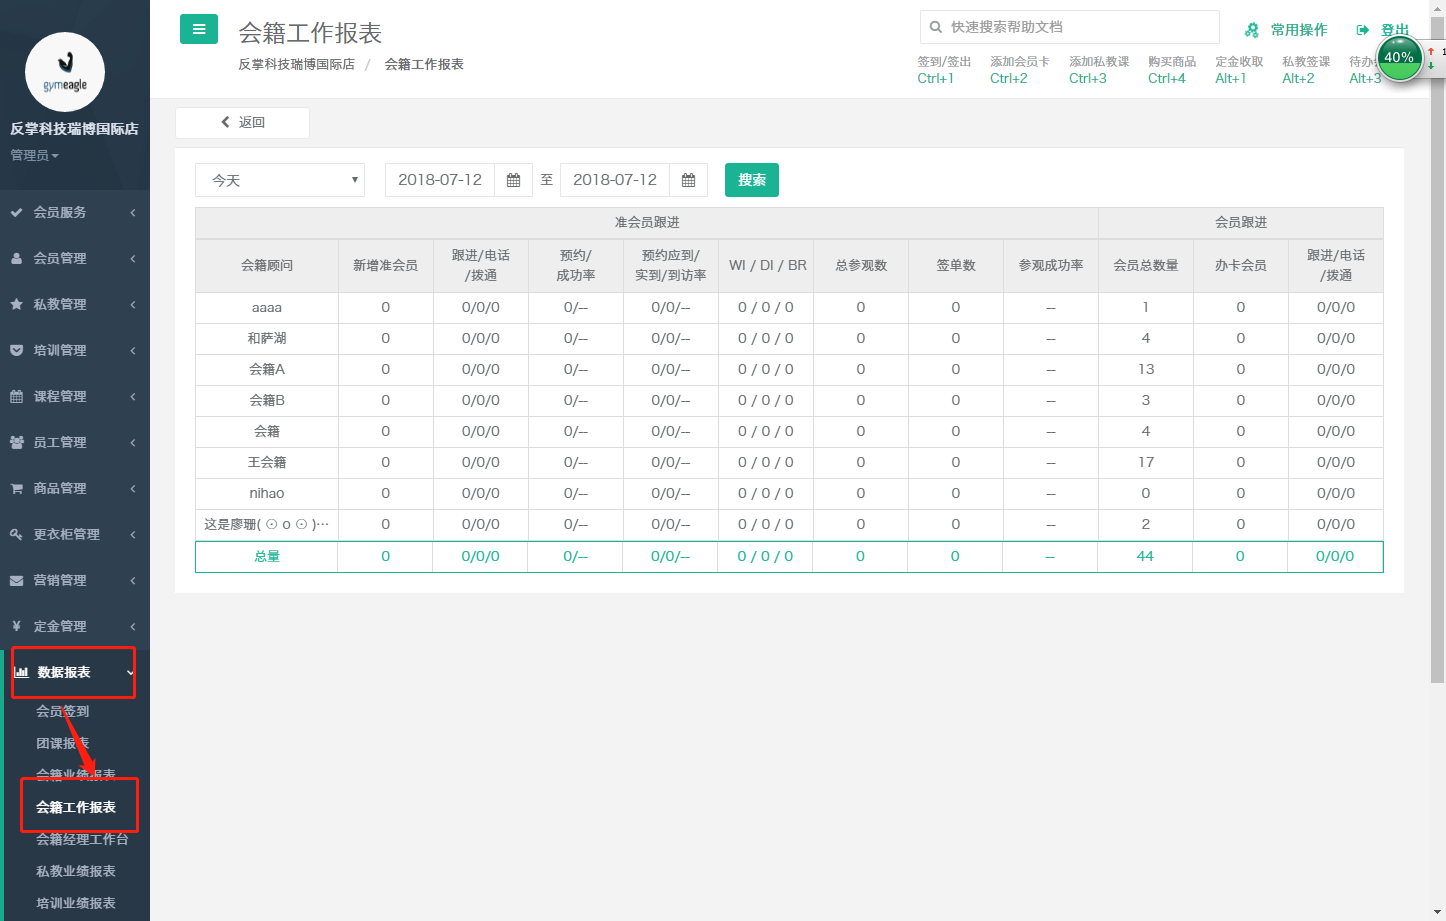 gymeagle
反掌科技瑞博国际店
管理员
会员服务
会员管理
私教管理
培训管理
课程管理
员工管理
商品管理
更衣柜管理
营销管理
定金管理
数据报表
会员签到
团课报表
会籍业绩报表
会籍工作报表
会籍经理工作台
私教业绩报表
培训业绩报表
会籍工作报表
反掌科技瑞博国际店 / 会籍工作报表
快速搜索帮助文档
常用操作
登出
签到/签出 添加会员卡 添加私教课 购买商品 定金收取 私教签课 待办
Ctrl+1 Ctrl+2 Ctrl+3 Ctrl+4 Alt+1 Alt+2 Alt+3
40%
返回
今天 2018-07-12 至 2018-07-12 搜索
准会员跟进 会员跟进
会籍顾问 新增准会员 跟进/电话/拨通 预约/成功率 预约应到/实到/到访率 WI / DI / BR 总参观数 签单数 参观成功率 会员总数量 办卡会员 跟进/电话/拨通
aaaa 0 0/0/0 0/-- 0/0/-- 0 / 0 / 0 0 0 -- 1 0 0/0/0
和萨湖 0 0/0/0 0/-- 0/0/-- 0 / 0 / 0 0 0 -- 4 0 0/0/0
会籍A 0 0/0/0 0/-- 0/0/-- 0 / 0 / 0 0 0 -- 13 0 0/0/0
会籍B 0 0/0/0 0/-- 0/0/-- 0 / 0 / 0 0 0 -- 3 0 0/0/0
会籍 0 0/0/0 0/-- 0/0/-- 0 / 0 / 0 0 0 -- 4 0 0/0/0
王会籍 0 0/0/0 0/-- 0/0/-- 0 / 0 / 0 0 0 -- 17 0 0/0/0
nihao 0 0/0/0 0/-- 0/0/-- 0 / 0 / 0 0 0 -- 0 0 0/0/0
这是廖珊( ⊙ o ⊙ )… 0 0/0/0 0/-- 0/0/-- 0 / 0 / 0 0 0 -- 2 0 0/0/0
总量 0 0/0/0 0/-- 0/0/-- 0 / 0 / 0 0 0 -- 44 0 0/0/0